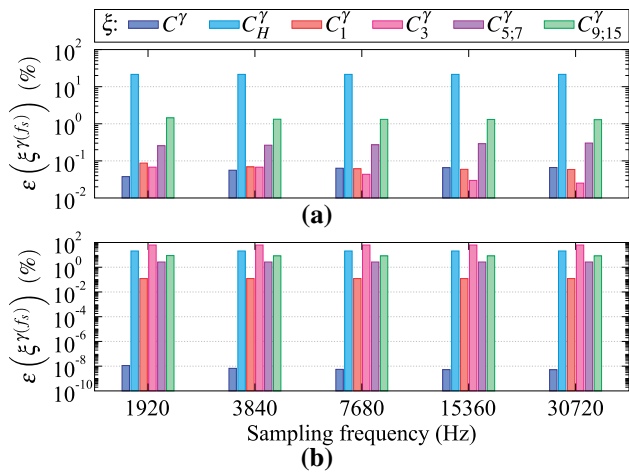 ξ: C^γ C_H^γ C_1^γ C_3^γ C_{5;7}^γ C_{9;15}^γ
ε (ξ^{γ(f_s)}) (%)
10^2
10^1
10^0
10^-1
10^-2
(a)
ε (ξ^{γ(f_s)}) (%)
10^2
10^0
10^-2
10^-4
10^-6
10^-8
10^-10
1920 3840 7680 15360 30720
Sampling frequency (Hz)
(b)